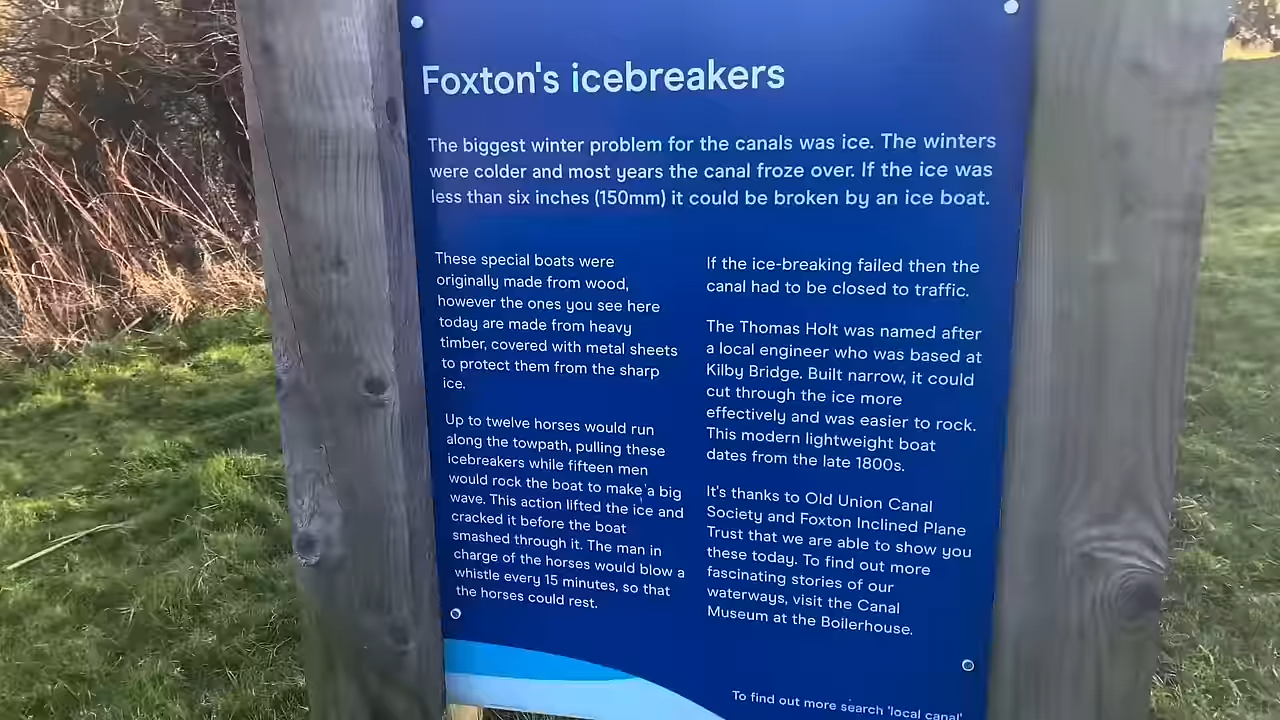 Foxton's icebreakers
The biggest winter problem for the canals was ice. The winters
were colder and most years the canal froze over. If the ice was
less than six inches (150mm) it could be broken by an ice boat.
These special boats were
originally made from wood,
however the ones you see here
today are made from heavy
timber, covered with metal sheets
to protect them from the sharp
ice.
Up to twelve horses would run
along the towpath, pulling these
icebreakers while fifteen men
would rock the boat to make a big
wave. This action lifted the ice and
cracked it before the boat
smashed through it. The man in
charge of the horses would blow a
whistle every 15 minutes, so that
the horses could rest.
If the ice-breaking failed then the
canal had to be closed to traffic.
The Thomas Holt was named after
a local engineer who was based at
Kilby Bridge. Built narrow, it could
cut through the ice more
effectively and was easier to rock.
This modern lightweight boat
dates from the late 1800s.
It's thanks to Old Union Canal
Society and Foxton Inclined Plane
Trust that we are able to show you
these today. To find out more
fascinating stories of our
waterways, visit the Canal
Museum at the Boilerhouse.
To find out more search 'local canal'